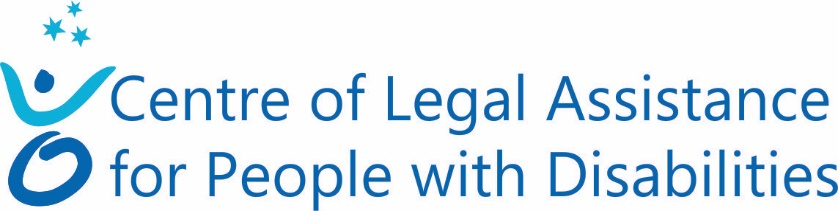 Centre of Legal Assistance
for People with Disabilities